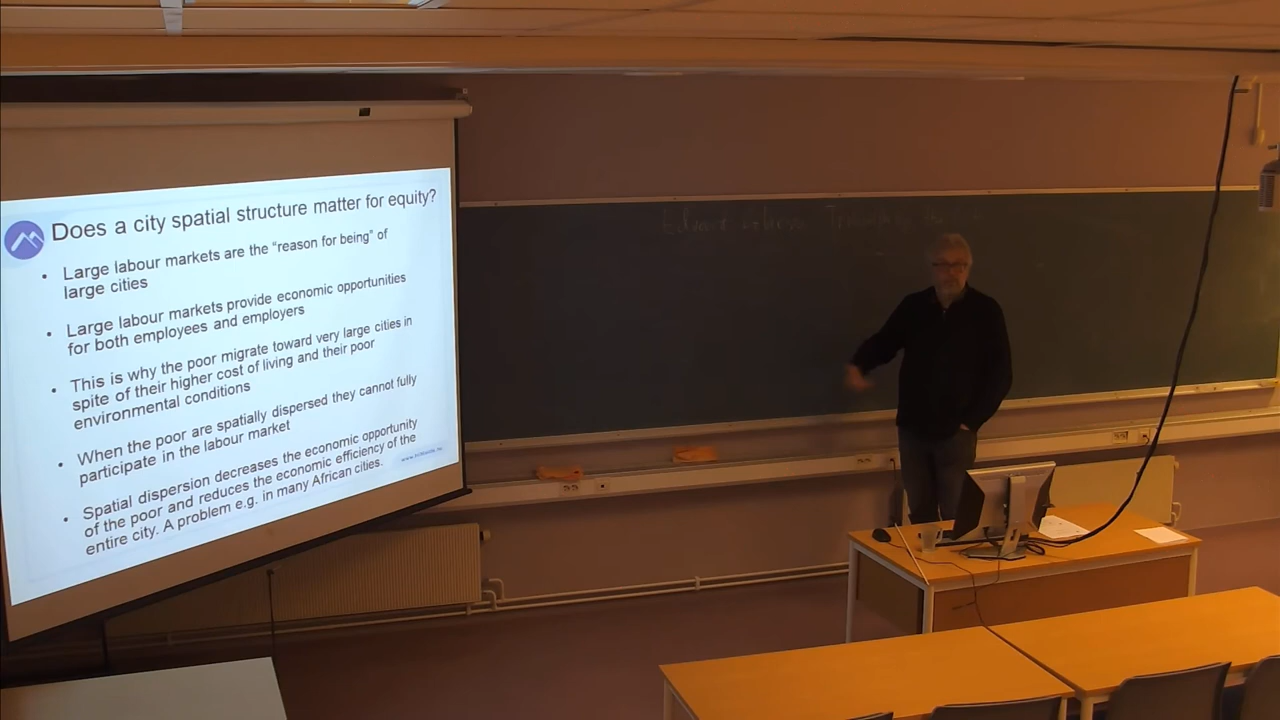 Does a city spatial structure matter for equity?
• Large labour markets are the “reason for being” of
large cities
• Large labour markets provide economic opportunities
for both employees and employers
• This is why the poor migrate toward very large cities in
spite of their higher cost of living and their poor
environmental conditions
• When the poor are spatially dispersed they cannot fully
participate in the labour market
• Spatial dispersion decreases the economic opportunity
of the poor and reduces the economic efficiency of the
entire city. A problem e.g. in many African cities.
Edward